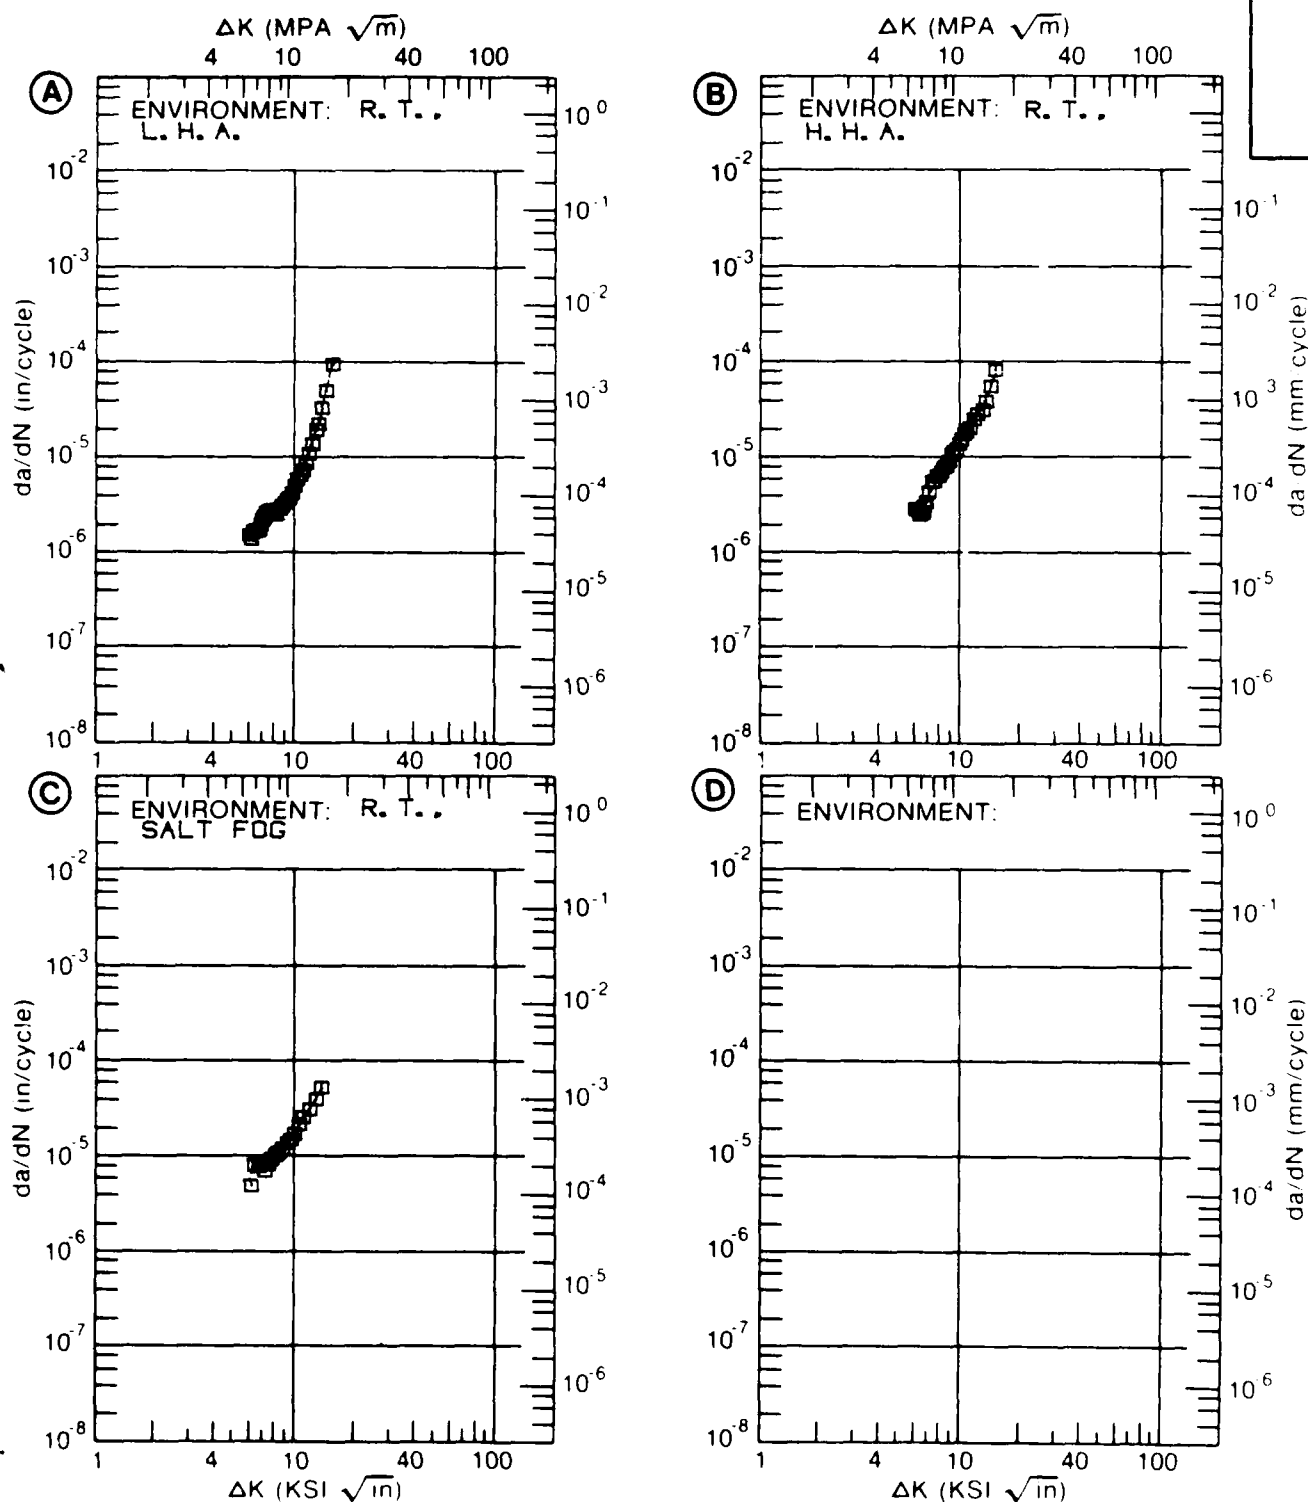 ΔK (MPA √m)
4 10 40 100
A
ENVIRONMENT: R. T.,
L. H. A.
10^0
10^-2
10^-1
10^-3
10^-2
10^-4
10^-3
10^-5
10^-4
10^-6
10^-5
10^-7
10^-6
10^-8
da/dN (in/cycle)
1 4 10 40 100
ΔK (MPA √m)
4 10 40 100
B
ENVIRONMENT: R. T.,
H. H. A.
10^-2
10^-1
10^-3
10^-2
10^-4
10^3
10^-5
10^-4
10^-6
10^-5
10^-7
10^-6
10^-8
da dN (mm cycle)
1 4 10 40 100
C
ENVIRONMENT: R. T.,
SALT FOG
10^0
10^-2
10^-1
10^-3
10^-2
10^-4
10^-3
10^-5
10^-4
10^-6
10^-5
10^-7
10^-6
10^-8
da/dN (in/cycle)
1 4 10 40 100
ΔK (KSI √in)
D
ENVIRONMENT:
10^0
10^-2
10^-1
10^-3
10^-2
10^-4
10^-3
10^-5
10^-4
10^-6
10^-5
10^-7
10^-6
10^-8
da/dN (mm/cycle)
1 4 10 40 100
ΔK (KSI √in)